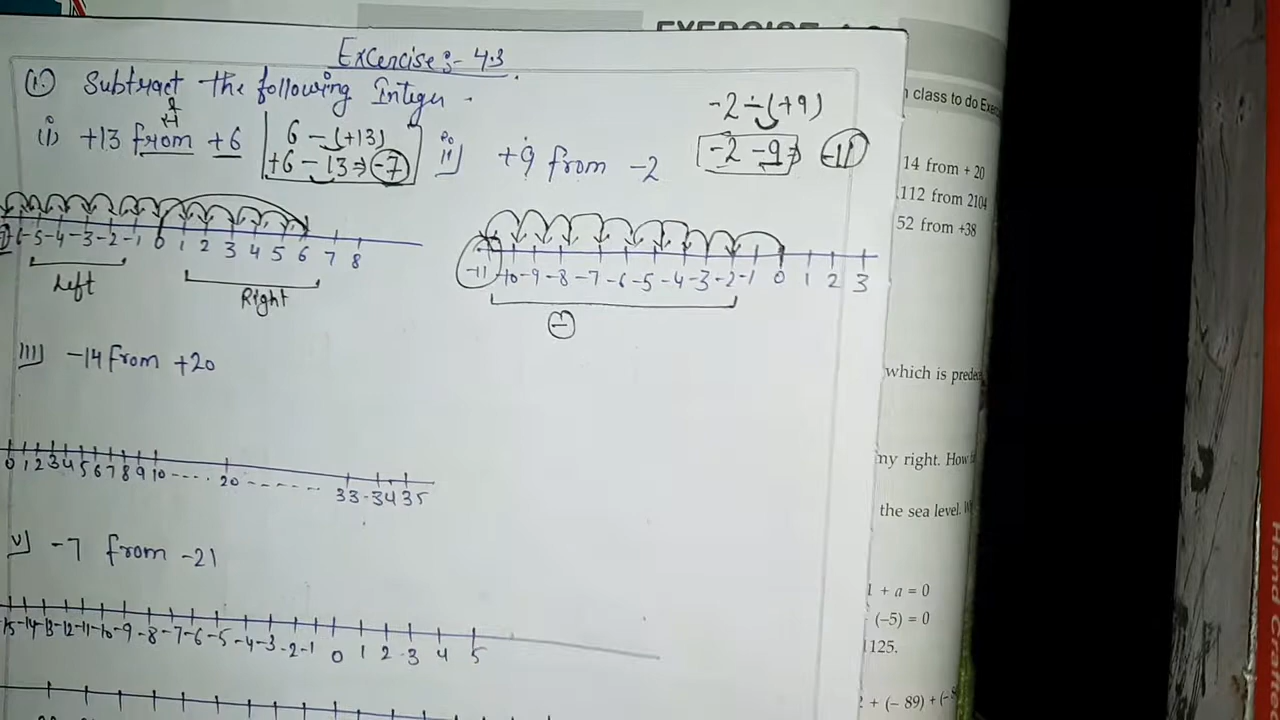 Excercise:- 4.3
(1.) Subtract the following Integer.
(i) +13 from +6
6 - (+13)
+6 - 13 ⇒ -7
ii) +9 from -2
-2 - (+9)
-2 - 9 ⇒ -11
-6 -5 -4 -3 -2 -1 0 1 2 3 4 5 6 7 8
Left
Right
-11 -10 -9 -8 -7 -6 -5 -4 -3 -2 -1 0 1 2 3
(-)
III) -14 from +20
0 1 2 3 4 5 6 7 8 9 10 .... 20 ...... 33 34 35
v) -7 from -21
-15 -14 -13 -12 -11 -10 -9 -8 -7 -6 -5 -4 -3 -2 -1 0 1 2 3 4 5
class to do
14 from + 20
112 from 2104
52 from +38
which is
my right. How
the sea level.
+ a = 0
(-5) = 0
1125.
+ (- 89) + (-